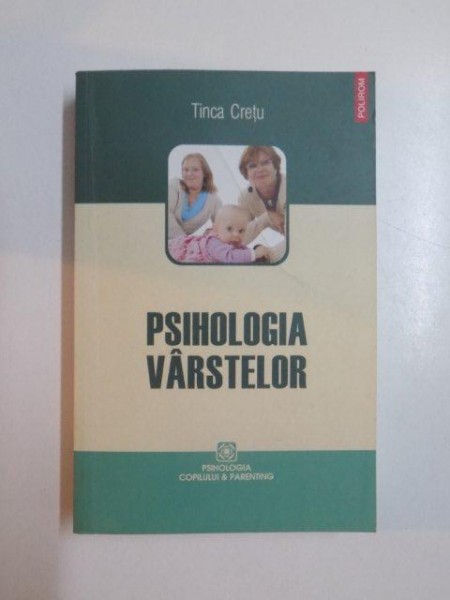 POLIROM
Tinca Crețu
PSIHOLOGIA
VÂRSTELOR
PSIHOLOGIA
COPILULUI & PARENTING